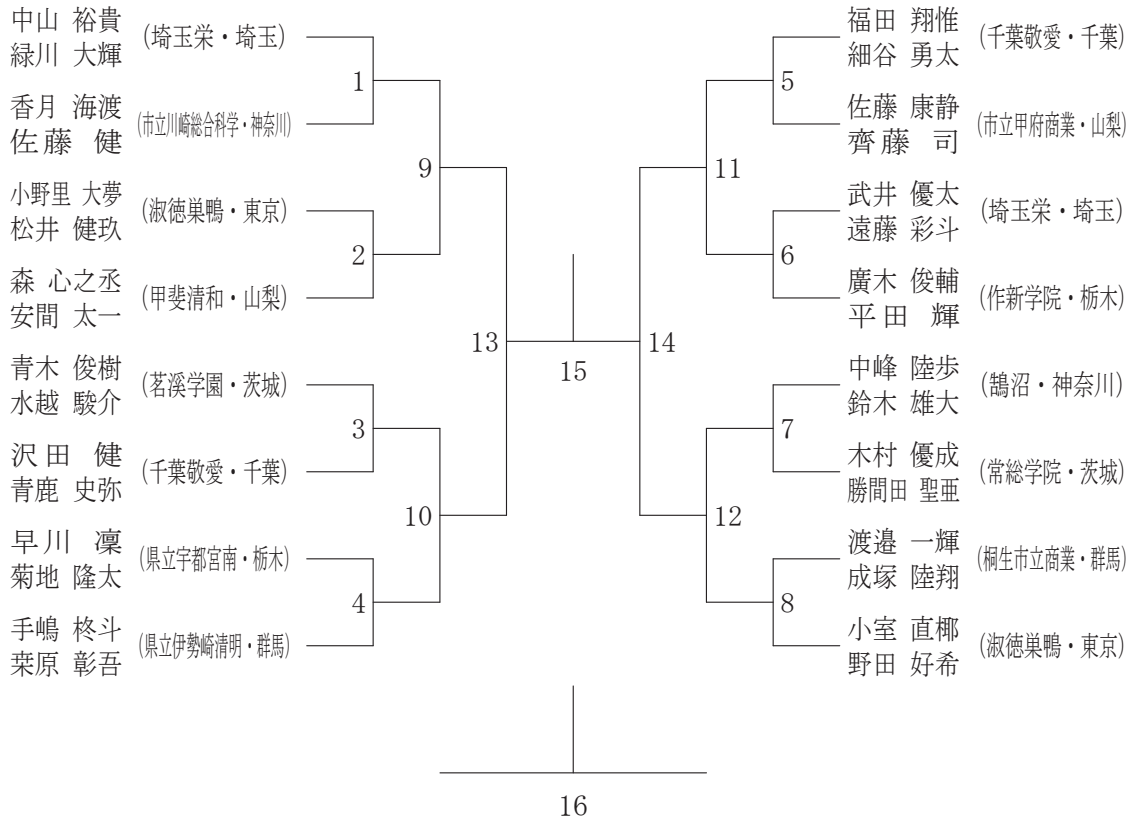 中山 裕貴
緑川 大輝
(埼玉栄・埼玉)
香月 海渡
佐藤 健
(市立川崎総合科学・神奈川)
小野里 大夢
松井 健玖
(淑徳巣鴨・東京)
森 心之丞
安間 太一
(甲斐清和・山梨)
青木 俊樹
水越 駿介
(茗溪学園・茨城)
沢田 健
青鹿 史弥
(千葉敬愛・千葉)
早川 凜
菊地 隆太
(県立宇都宮南・栃木)
手嶋 柊斗
桒原 彰吾
(県立伊勢崎清明・群馬)
1
2
3
4
9
10
13
15
14
11
12
5
6
7
8
福田 翔惟
細谷 勇太
(千葉敬愛・千葉)
佐藤 康静
齊藤 司
(市立甲府商業・山梨)
武井 優太
遠藤 彩斗
(埼玉栄・埼玉)
廣木 俊輔
平田 輝
(作新学院・栃木)
中峰 陸歩
鈴木 雄大
(鵠沼・神奈川)
木村 優成
勝間田 聖亜
(常総学院・茨城)
渡邉 一輝
成塚 陸翔
(桐生市立商業・群馬)
小室 直椰
野田 好希
(淑徳巣鴨・東京)
16